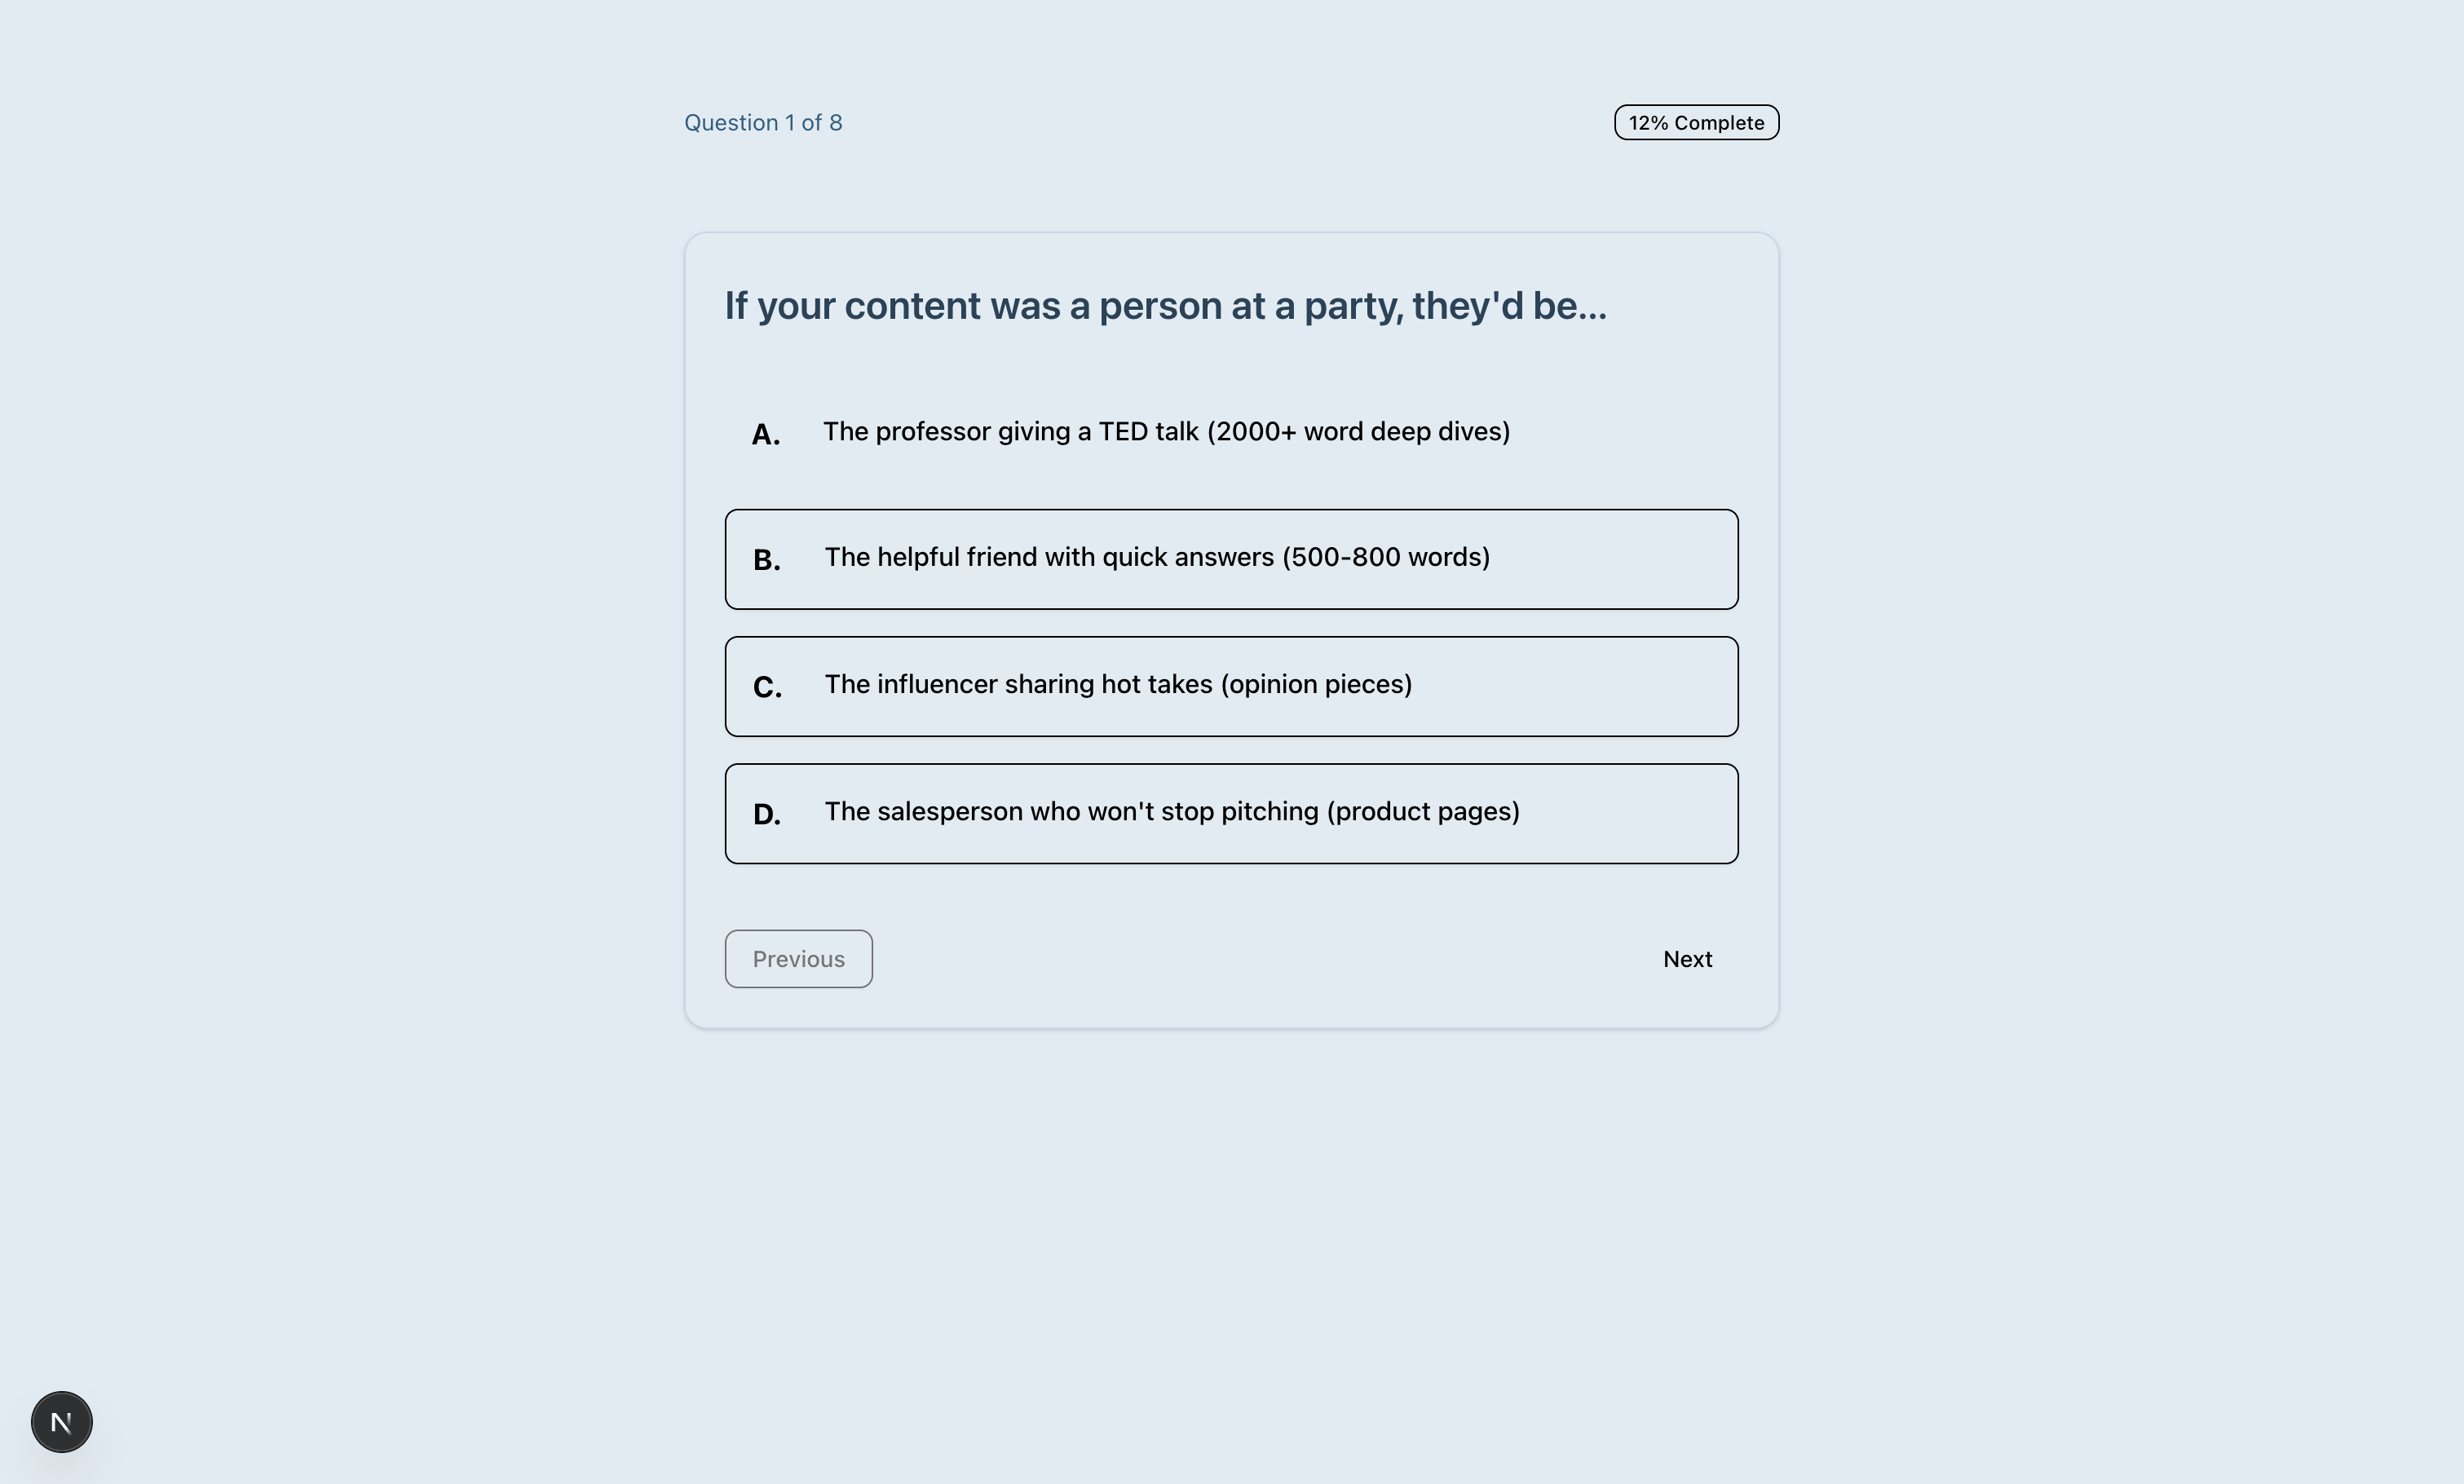 Question 1 of 8
12% Complete
If your content was a person at a party, they'd be...
A. The professor giving a TED talk (2000+ word deep dives)
B. The helpful friend with quick answers (500-800 words)
C. The influencer sharing hot takes (opinion pieces)
D. The salesperson who won't stop pitching (product pages)
Previous
Next
N